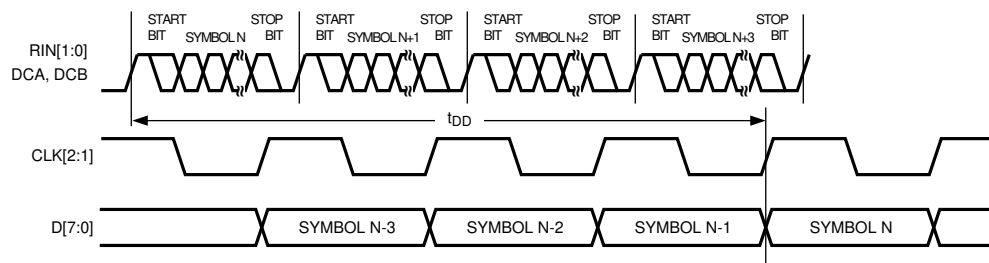 START STOP START STOP START STOP START STOP
BIT SYMBOL N BIT BIT SYMBOL N+1 BIT BIT SYMBOL N+2 BIT BIT SYMBOL N+3 BIT
RIN[1:0]
DCA, DCB
tDD
CLK[2:1]
D[7:0] SYMBOL N-3 SYMBOL N-2 SYMBOL N-1 SYMBOL N